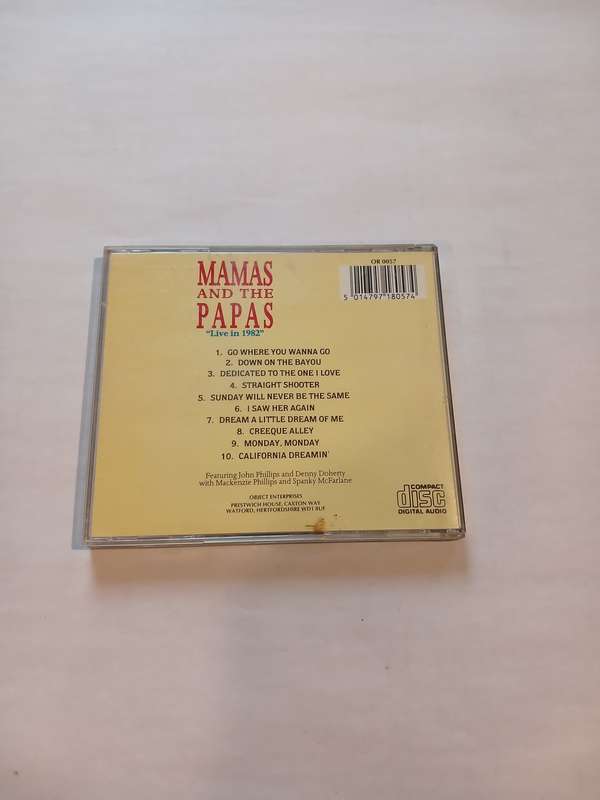 MAMAS
AND THE
PAPAS
"Live in 1982"
OR 0057
5 014797 180574
1. GO WHERE YOU WANNA GO
2. DOWN ON THE BAYOU
3. DEDICATED TO THE ONE I LOVE
4. STRAIGHT SHOOTER
5. SUNDAY WILL NEVER BE THE SAME
6. I SAW HER AGAIN
7. DREAM A LITTLE DREAM OF ME
8. CREEQUE ALLEY
9. MONDAY, MONDAY
10. CALIFORNIA DREAMIN'
Featuring John Phillips and Denny Doherty
with Mackenzie Phillips and Spanky McFarlane
OBJECT ENTERPRISES
PRESTWICH HOUSE, CAXTON WAY,
WATFORD, HERTFORDSHIRE WD1 8UF
COMPACT
disc
DIGITAL AUDIO